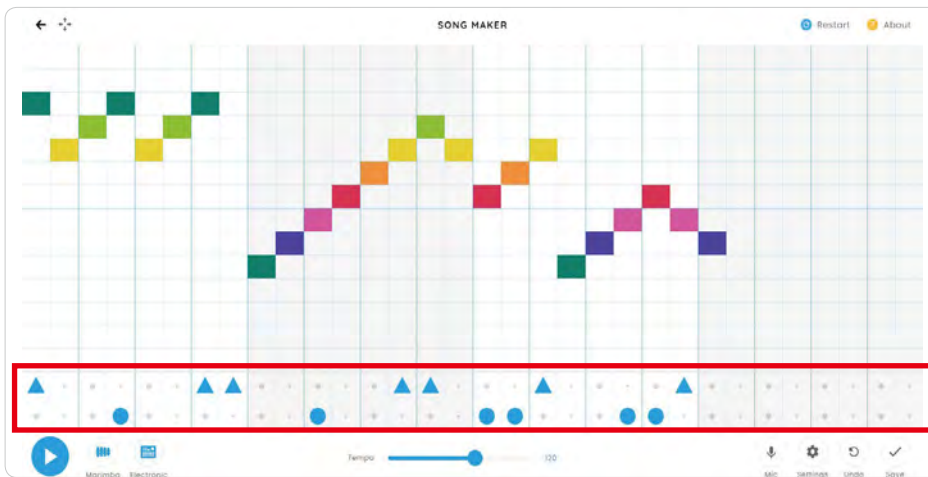 SONG MAKER
Restart
About
Tempo
120
Marimba
Electronic
Mic
Settings
Undo
Save